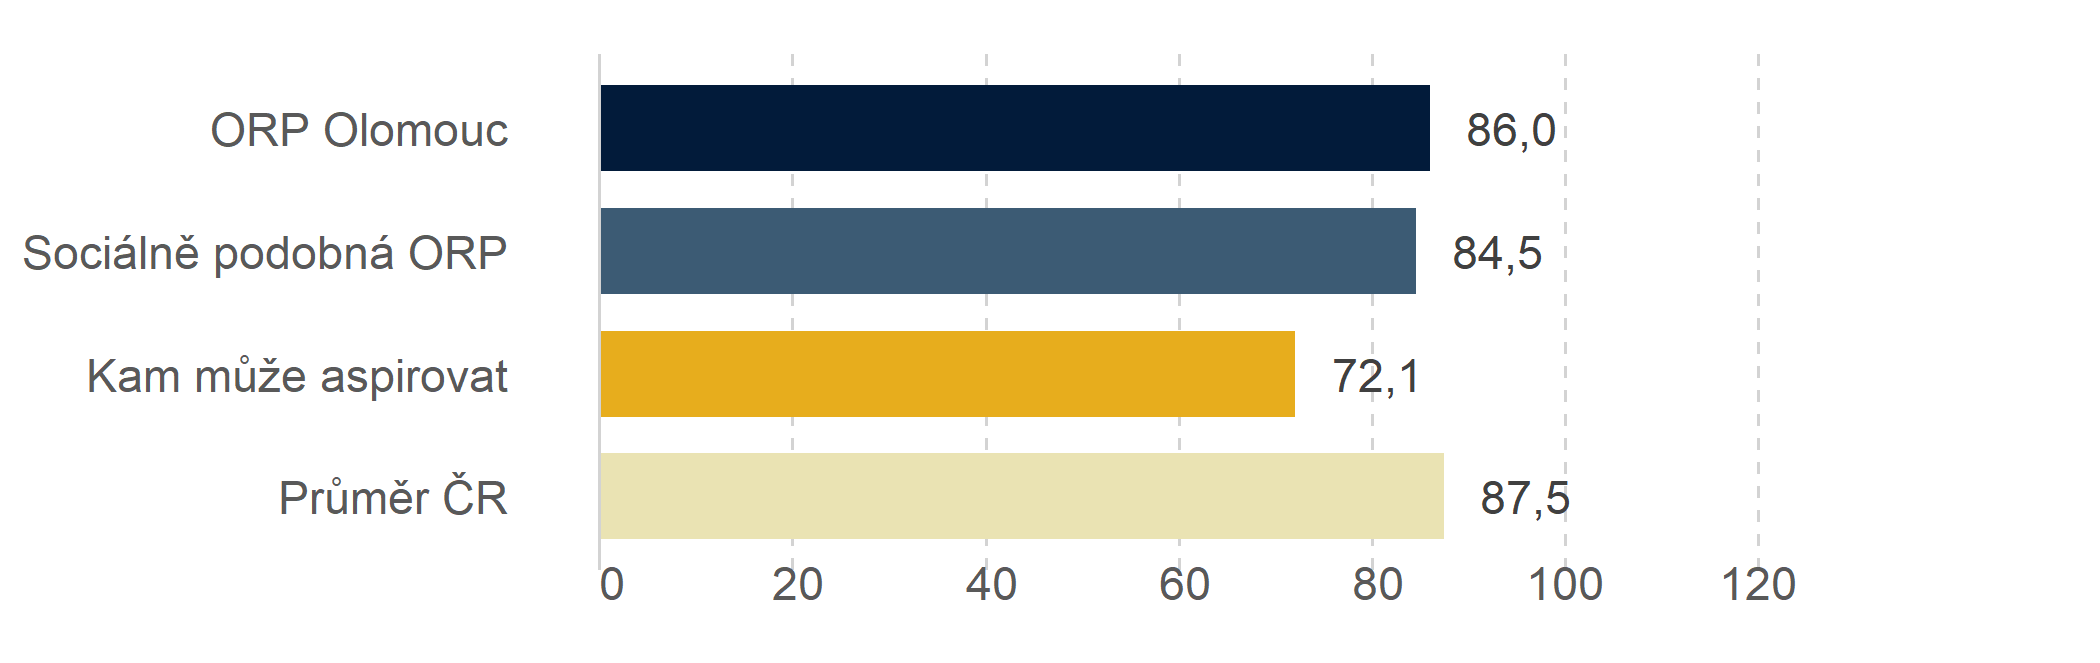 ORP Olomouc 86,0
Sociálně podobná ORP 84,5
Kam může aspirovat 72,1
Průměr ČR 87,5
0 20 40 60 80 100 120